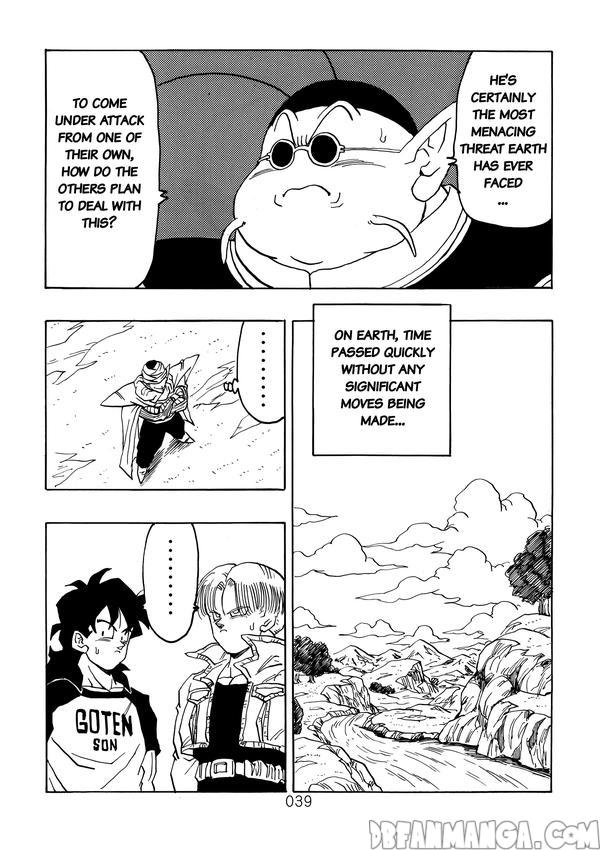 HE'S
CERTAINLY
THE MOST
MENACING
THREAT EARTH
HAS EVER
FACED
...
TO COME
UNDER ATTACK
FROM ONE OF
THEIR OWN,
HOW DO THE
OTHERS PLAN
TO DEAL WITH
THIS?
ON EARTH, TIME
PASSED QUICKLY
WITHOUT ANY
SIGNIFICANT
MOVES BEING
MADE...
......
......
GOTEN
SON
039
DBFANMANGA.COM